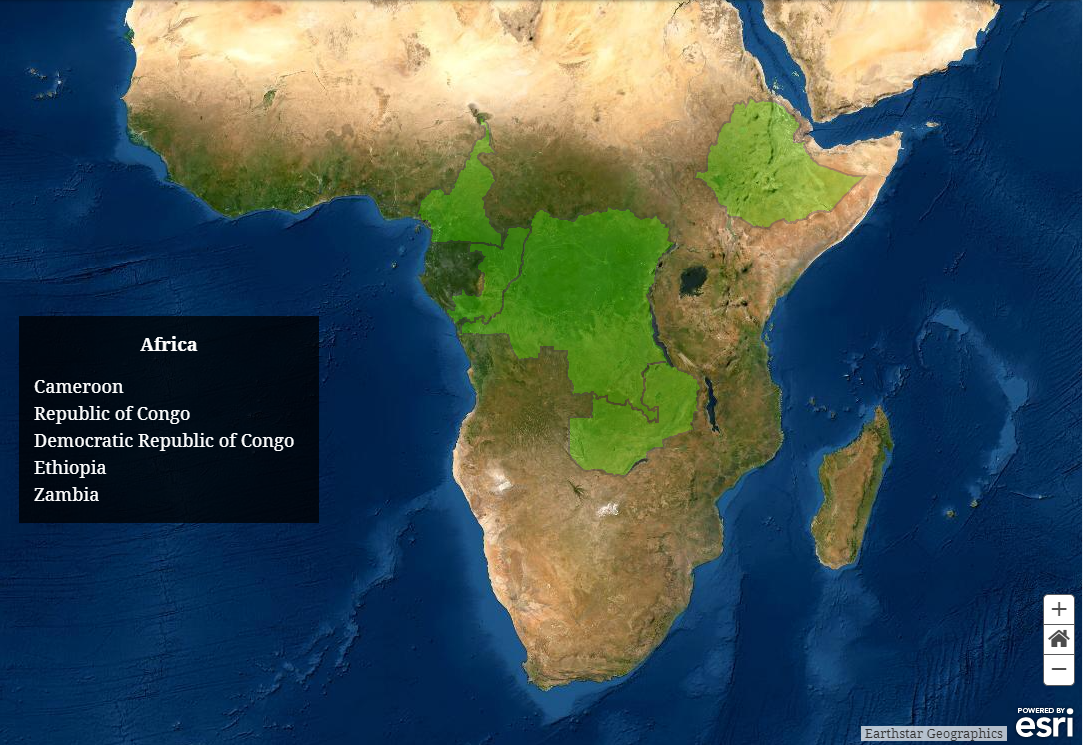 Africa
Cameroon
Republic of Congo
Democratic Republic of Congo
Ethiopia
Zambia
+
−
POWERED BY
esri
Earthstar Geographics